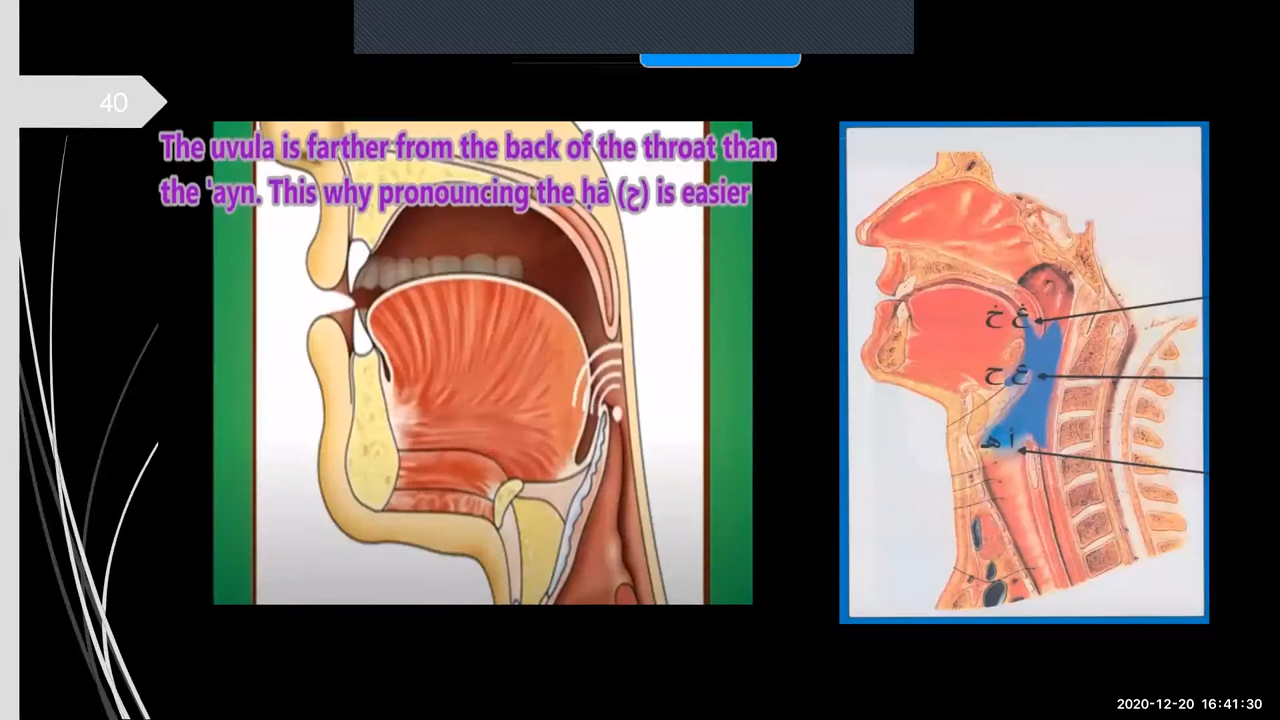 40
The uvula is farther from the back of the throat than
the 'ayn. This why pronouncing the ḥā (ح) is easier
غ خ
ع ح
أ هـ
2020-12-20 16:41:30